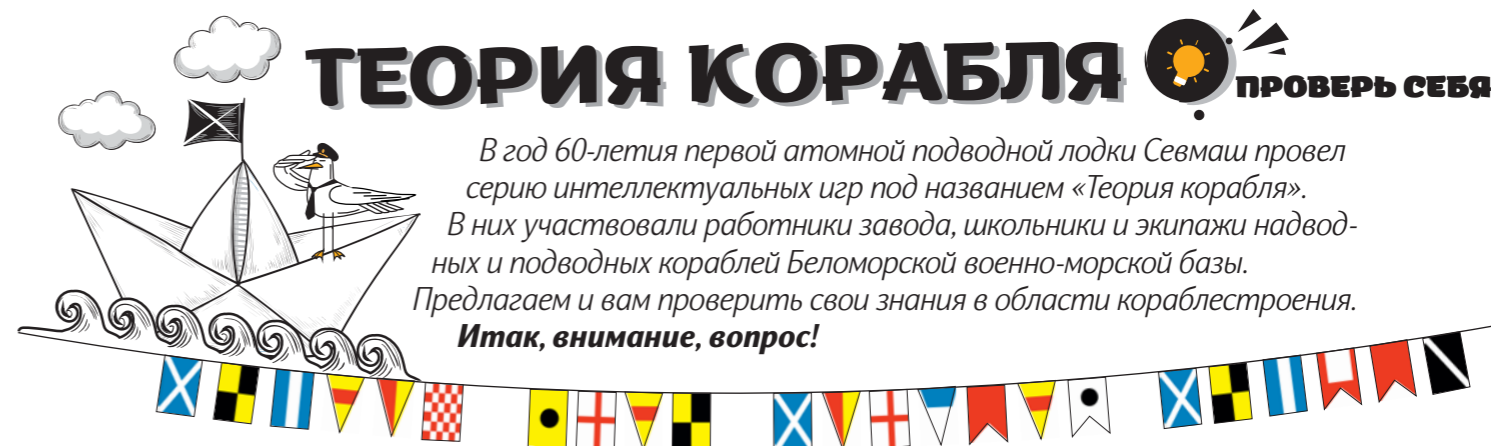 ТЕОРИЯ КОРАБЛЯ
ПРОВЕРЬ СЕБЯ
В год 60-летия первой атомной подводной лодки Севмаш провел
серию интеллектуальных игр под названием «Теория корабля».
В них участвовали работники завода, школьники и экипажи надвод-
ных и подводных кораблей Беломорской военно-морской базы.
Предлагаем и вам проверить свои знания в области кораблестроения.
Итак, внимание, вопрос!